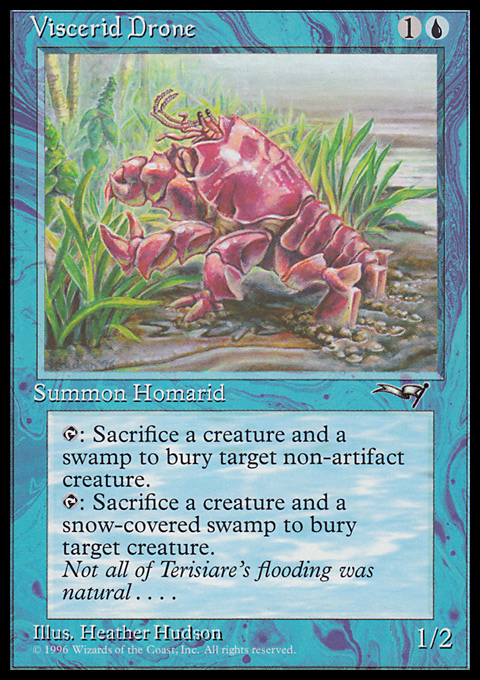 Viscerid Drone 1
Summon Homarid
: Sacrifice a creature and a
swamp to bury target non-artifact
creature.
: Sacrifice a creature and a
snow-covered swamp to bury
target creature.
Not all of Terisiare's flooding was
natural . . . .
Illus. Heather Hudson
1/2
© 1996 Wizards of the Coast, Inc. All rights reserved.